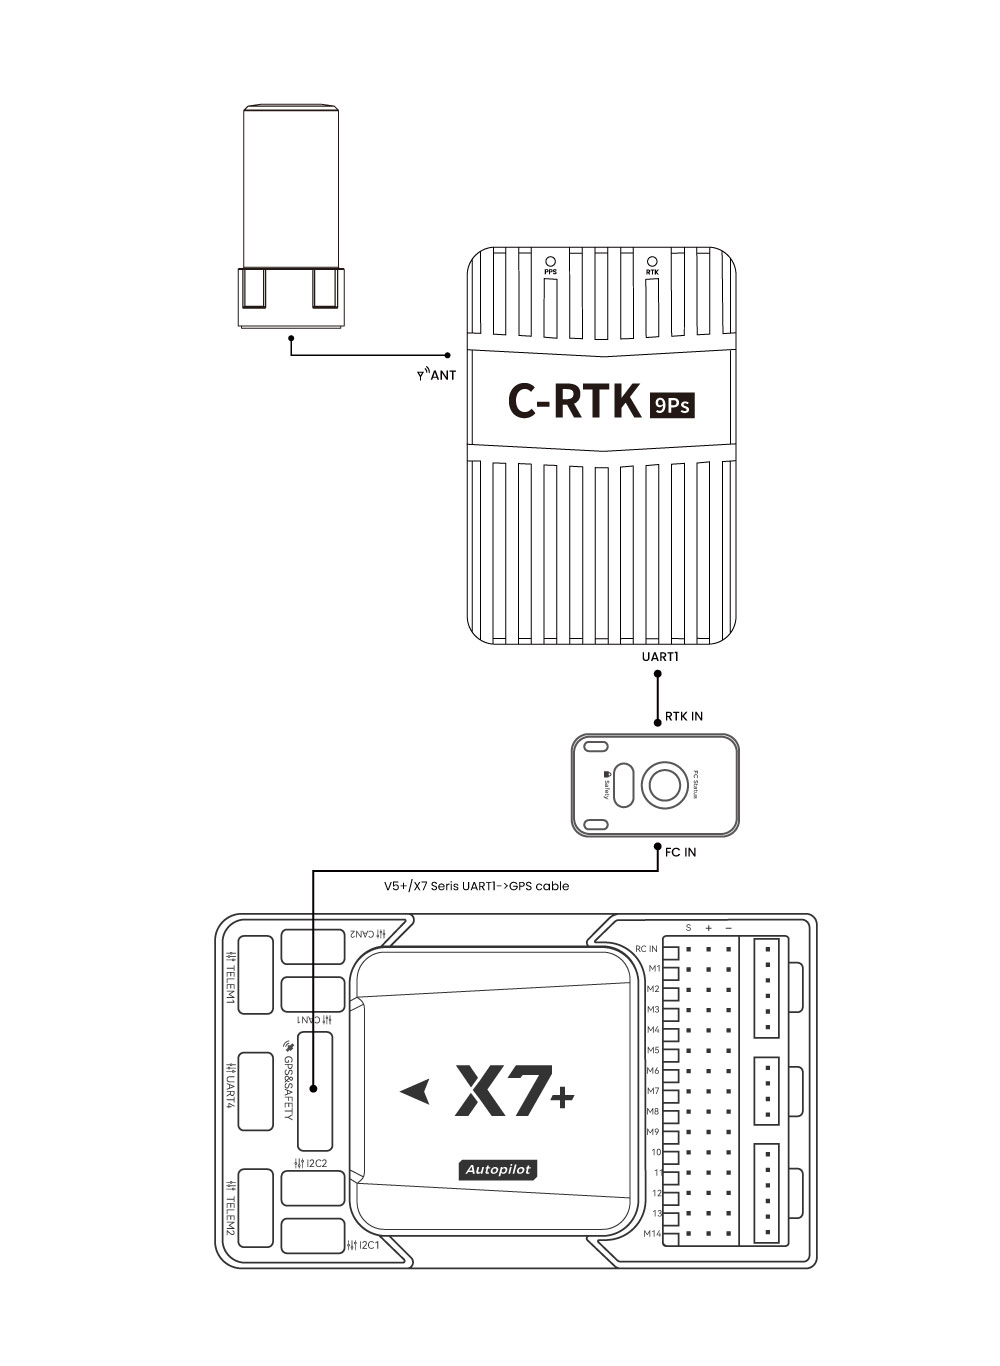 PPS
RTK
ANT
C-RTK 9Ps
UART1
RTK IN
Safety
FC Status
FC IN
V5+/X7 Seris UART1->GPS cable
CAN2
S + −
RC IN
TELEM1
M1
M2
CAN1
M3
M4
GPS&SAFETY
M5
UART4
M6
X7+
M7
M8
M9
10
I2C2
Autopilot
11
TELEM2
12
13
M14
I2C1